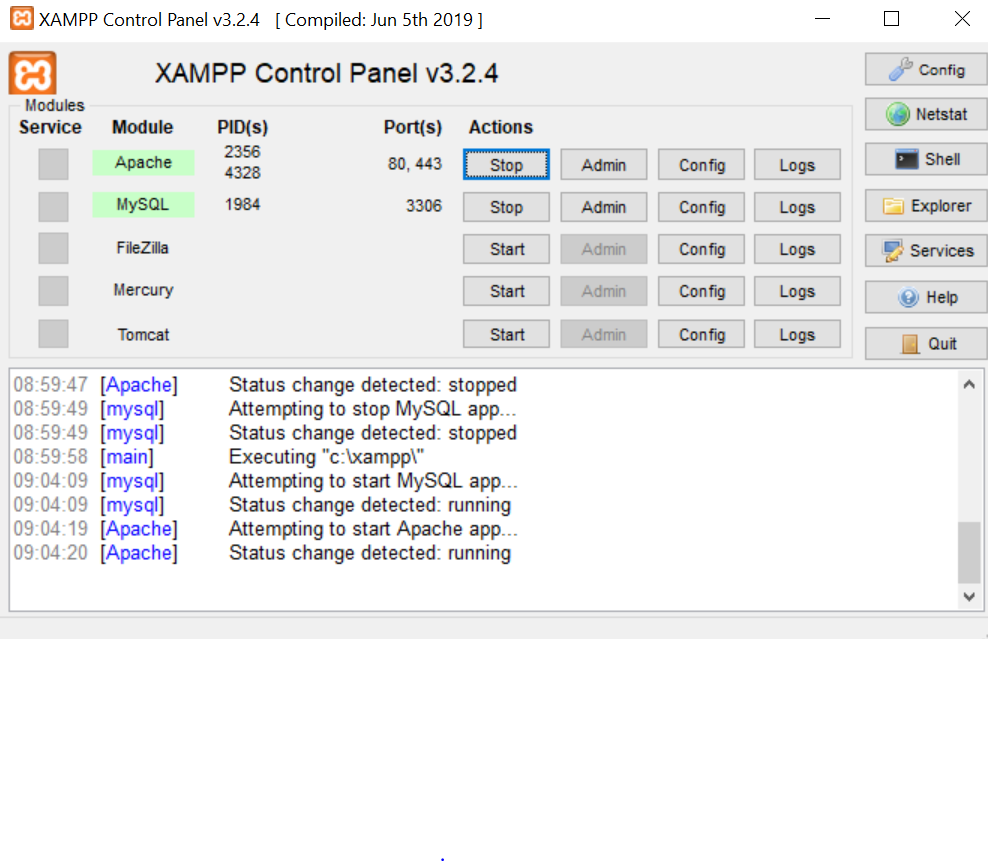 XAMPP Control Panel v3.2.4 [ Compiled: Jun 5th 2019 ]
XAMPP Control Panel v3.2.4
Config
Modules
Service Module PID(s) Port(s) Actions
Netstat
Apache 2356 4328 80, 443 Stop Admin Config Logs
Shell
MySQL 1984 3306 Stop Admin Config Logs
Explorer
FileZilla Start Admin Config Logs
Services
Mercury Start Admin Config Logs
Help
Tomcat Start Admin Config Logs
Quit
08:59:47 [Apache] Status change detected: stopped
08:59:49 [mysql] Attempting to stop MySQL app...
08:59:49 [mysql] Status change detected: stopped
08:59:58 [main] Executing "c:\xampp\"
09:04:09 [mysql] Attempting to start MySQL app...
09:04:09 [mysql] Status change detected: running
09:04:19 [Apache] Attempting to start Apache app...
09:04:20 [Apache] Status change detected: running
.